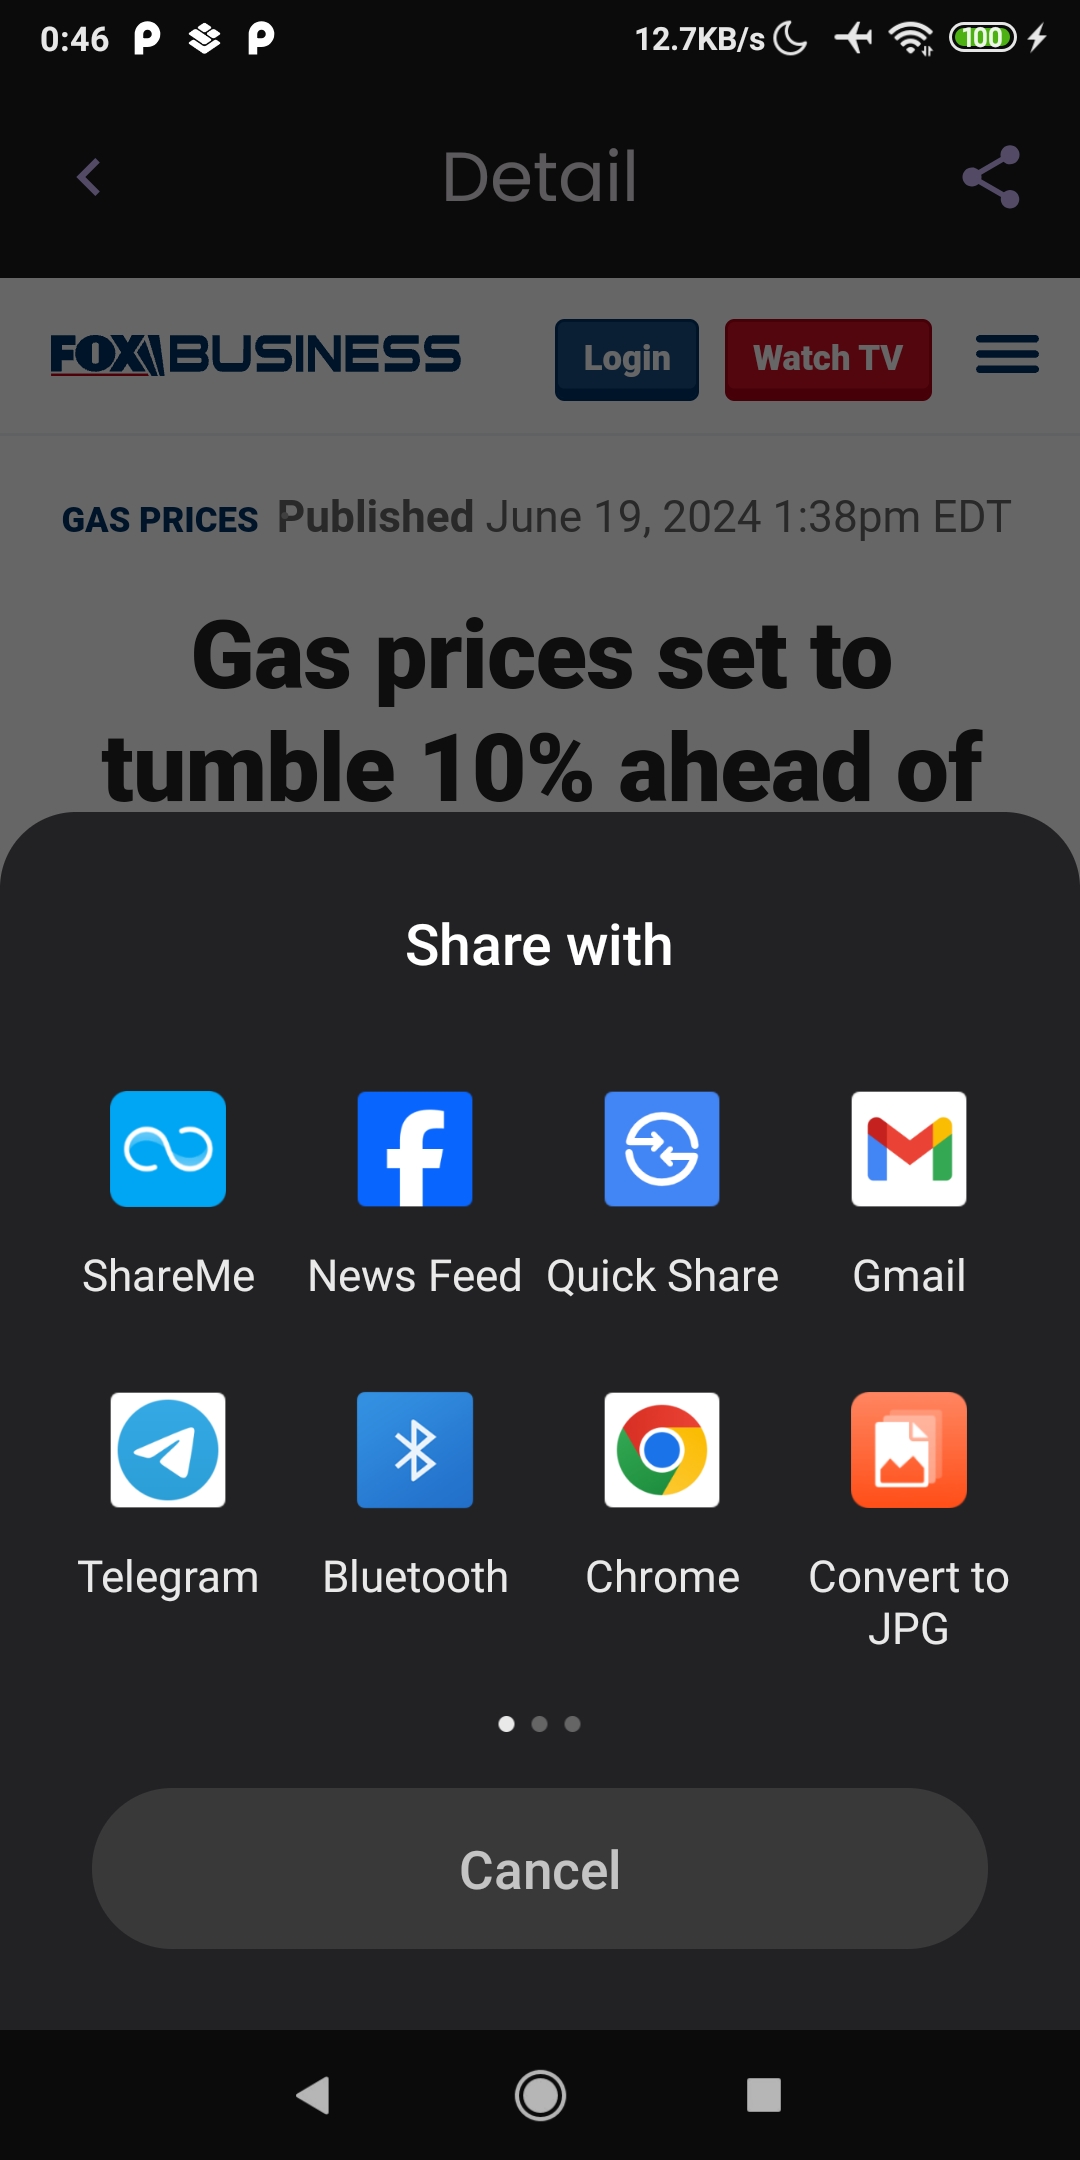 0:46 12.7KB/s 100
Detail
FOX BUSINESS Login Watch TV
GAS PRICES Published June 19, 2024 1:38pm EDT
Gas prices set to
tumble 10% ahead of
Share with
ShareMe News Feed Quick Share Gmail
Telegram Bluetooth Chrome Convert to
JPG
Cancel